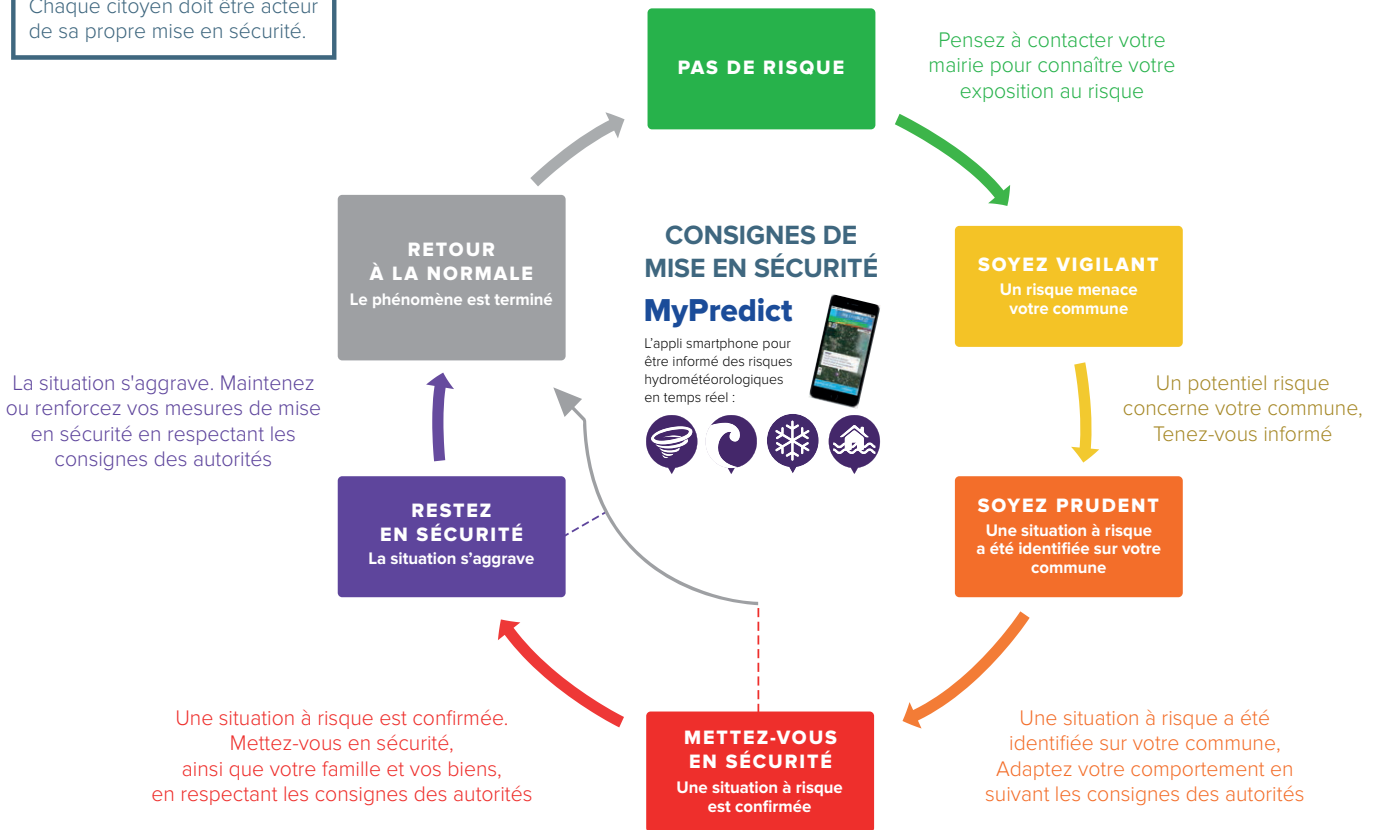 Chaque citoyen doit être acteur
de sa propre mise en sécurité.
PAS DE RISQUE
Pensez à contacter votre
mairie pour connaître votre
exposition au risque
SOYEZ VIGILANT
Un risque menace
votre commune
Un potentiel risque
concerne votre commune,
Tenez-vous informé
SOYEZ PRUDENT
Une situation à risque
a été identifiée sur votre
commune
Une situation à risque a été
identifiée sur votre commune,
Adaptez votre comportement en
suivant les consignes des autorités
METTEZ-VOUS
EN SÉCURITÉ
Une situation à risque
est confirmée
Une situation à risque est confirmée.
Mettez-vous en sécurité,
ainsi que votre famille et vos biens,
en respectant les consignes des autorités
RESTEZ
EN SÉCURITÉ
La situation s’aggrave
La situation s'aggrave. Maintenez
ou renforcez vos mesures de mise
en sécurité en respectant les
consignes des autorités
RETOUR
À LA NORMALE
Le phénomène est terminé
CONSIGNES DE
MISE EN SÉCURITÉ
MyPredict
L’appli smartphone pour
être informé des risques
hydrométéorologiques
en temps réel :